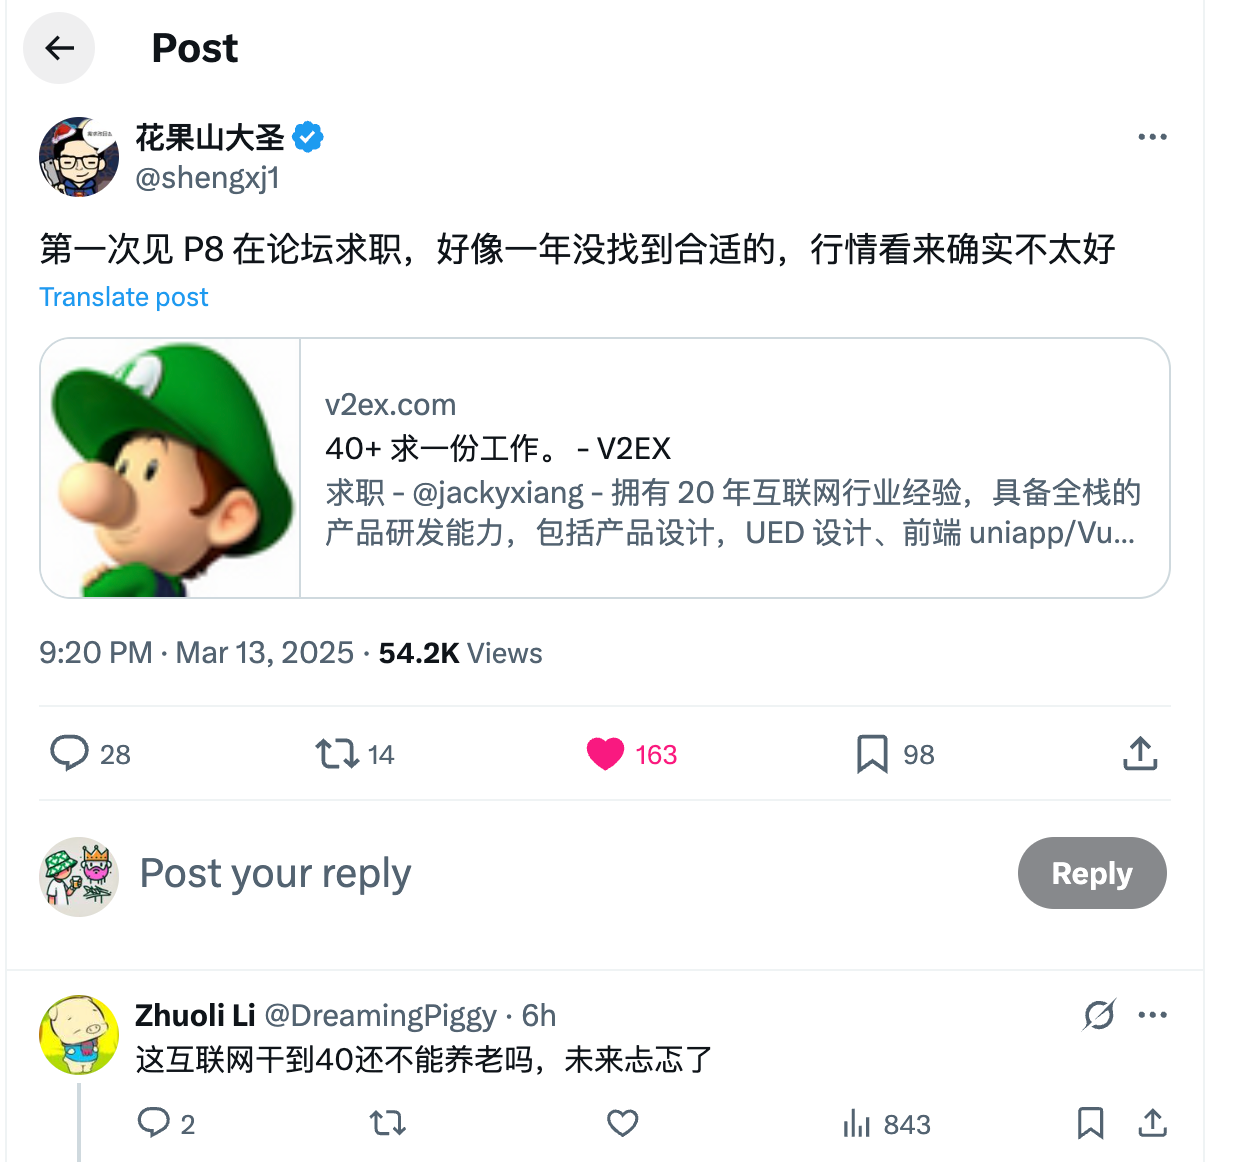 Post
花果山大圣
@shengxj1
第一次见 P8 在论坛求职，好像一年没找到合适的，行情看来确实不太好
Translate post
v2ex.com
40+ 求一份工作。 - V2EX
求职 - @jackyxiang - 拥有 20 年互联网行业经验，具备全栈的
产品研发能力，包括产品设计，UED 设计、前端 uniapp/Vu...
9:20 PM · Mar 13, 2025 · 54.2K Views
28 14 163 98
Post your reply
Reply
Zhuoli Li @DreamingPiggy · 6h
这互联网干到40还不能养老吗，未来忐忑了
2 843